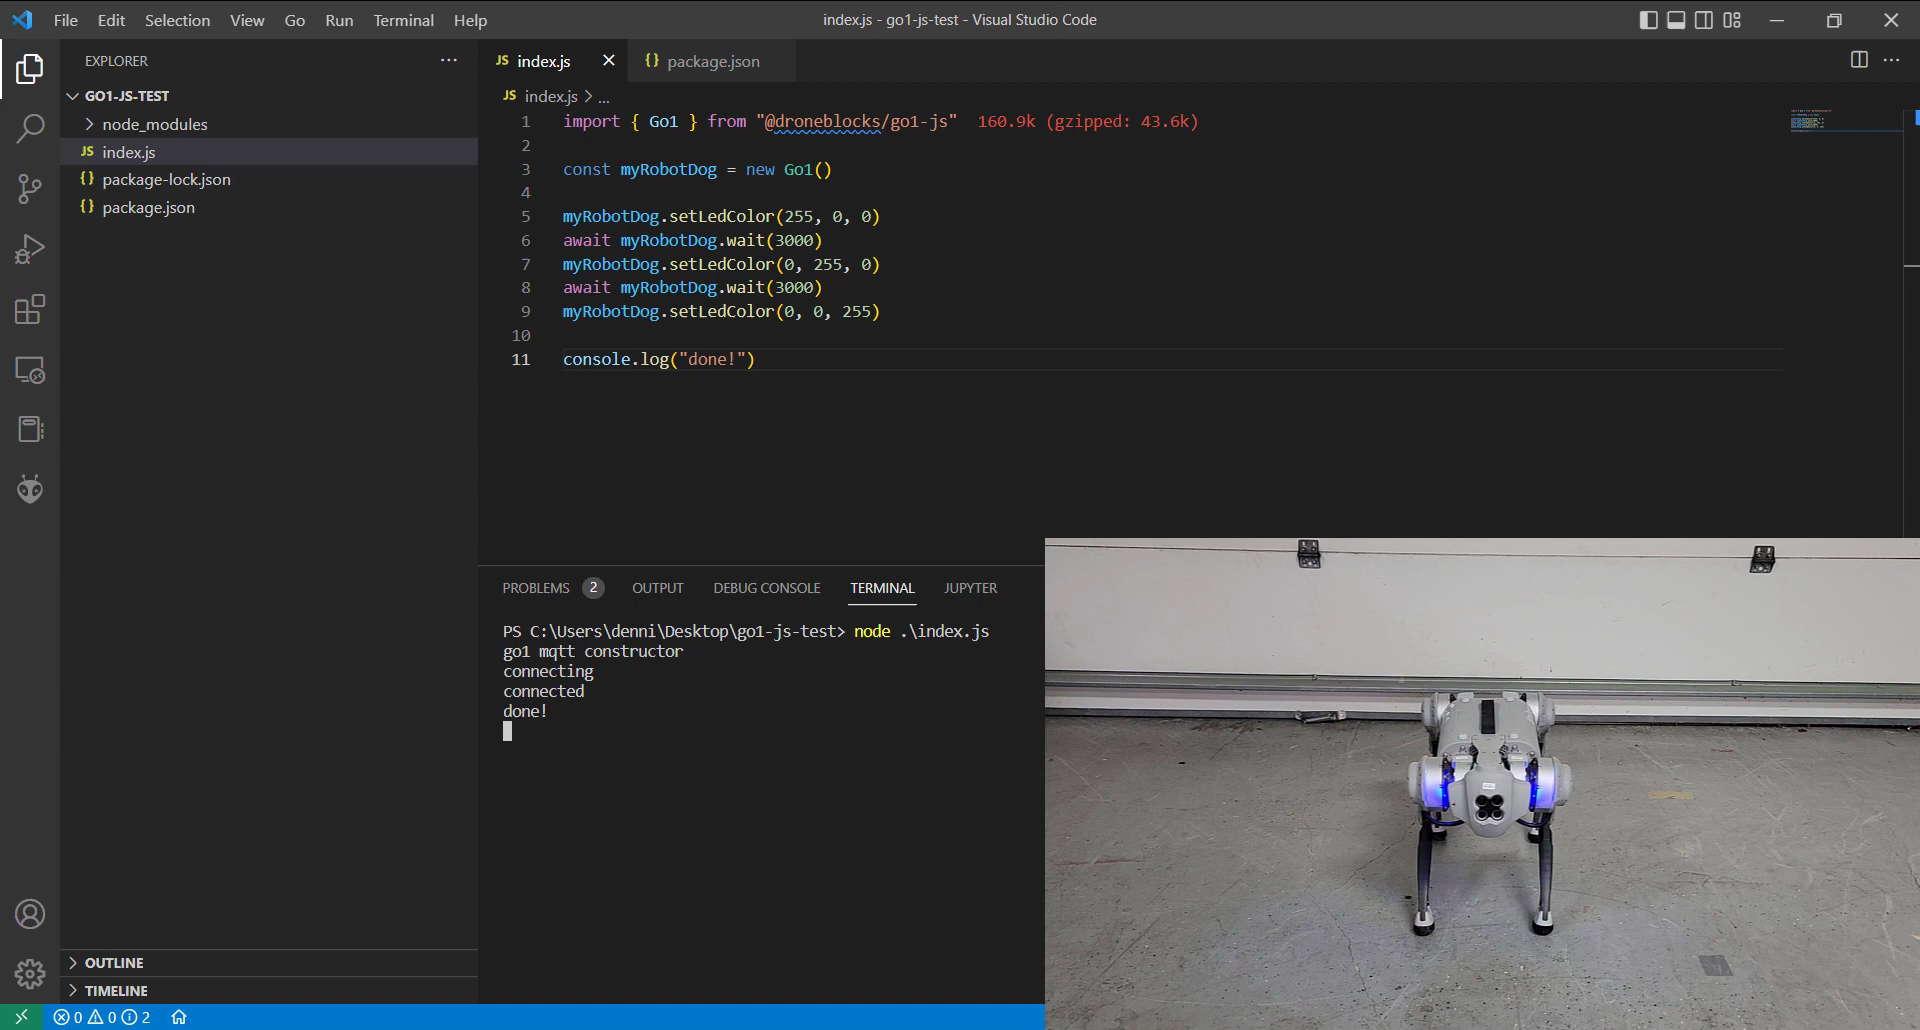 File Edit Selection View Go Run Terminal Help
index.js - go1-js-test - Visual Studio Code
EXPLORER
GO1-JS-TEST
node_modules
JS index.js
{} package-lock.json
{} package.json
OUTLINE
TIMELINE
JS index.js
{} package.json
JS index.js > ...
1 import { Go1 } from "@droneblocks/go1-js" 160.9k (gzipped: 43.6k)
2
3 const myRobotDog = new Go1()
4
5 myRobotDog.setLedColor(255, 0, 0)
6 await myRobotDog.wait(3000)
7 myRobotDog.setLedColor(0, 255, 0)
8 await myRobotDog.wait(3000)
9 myRobotDog.setLedColor(0, 0, 255)
10
11 console.log("done!")
PROBLEMS 2 OUTPUT DEBUG CONSOLE TERMINAL JUPYTER
PS C:\Users\denni\Desktop\go1-js-test> node .\index.js
go1 mqtt constructor
connecting
connected
done!
0 0 2